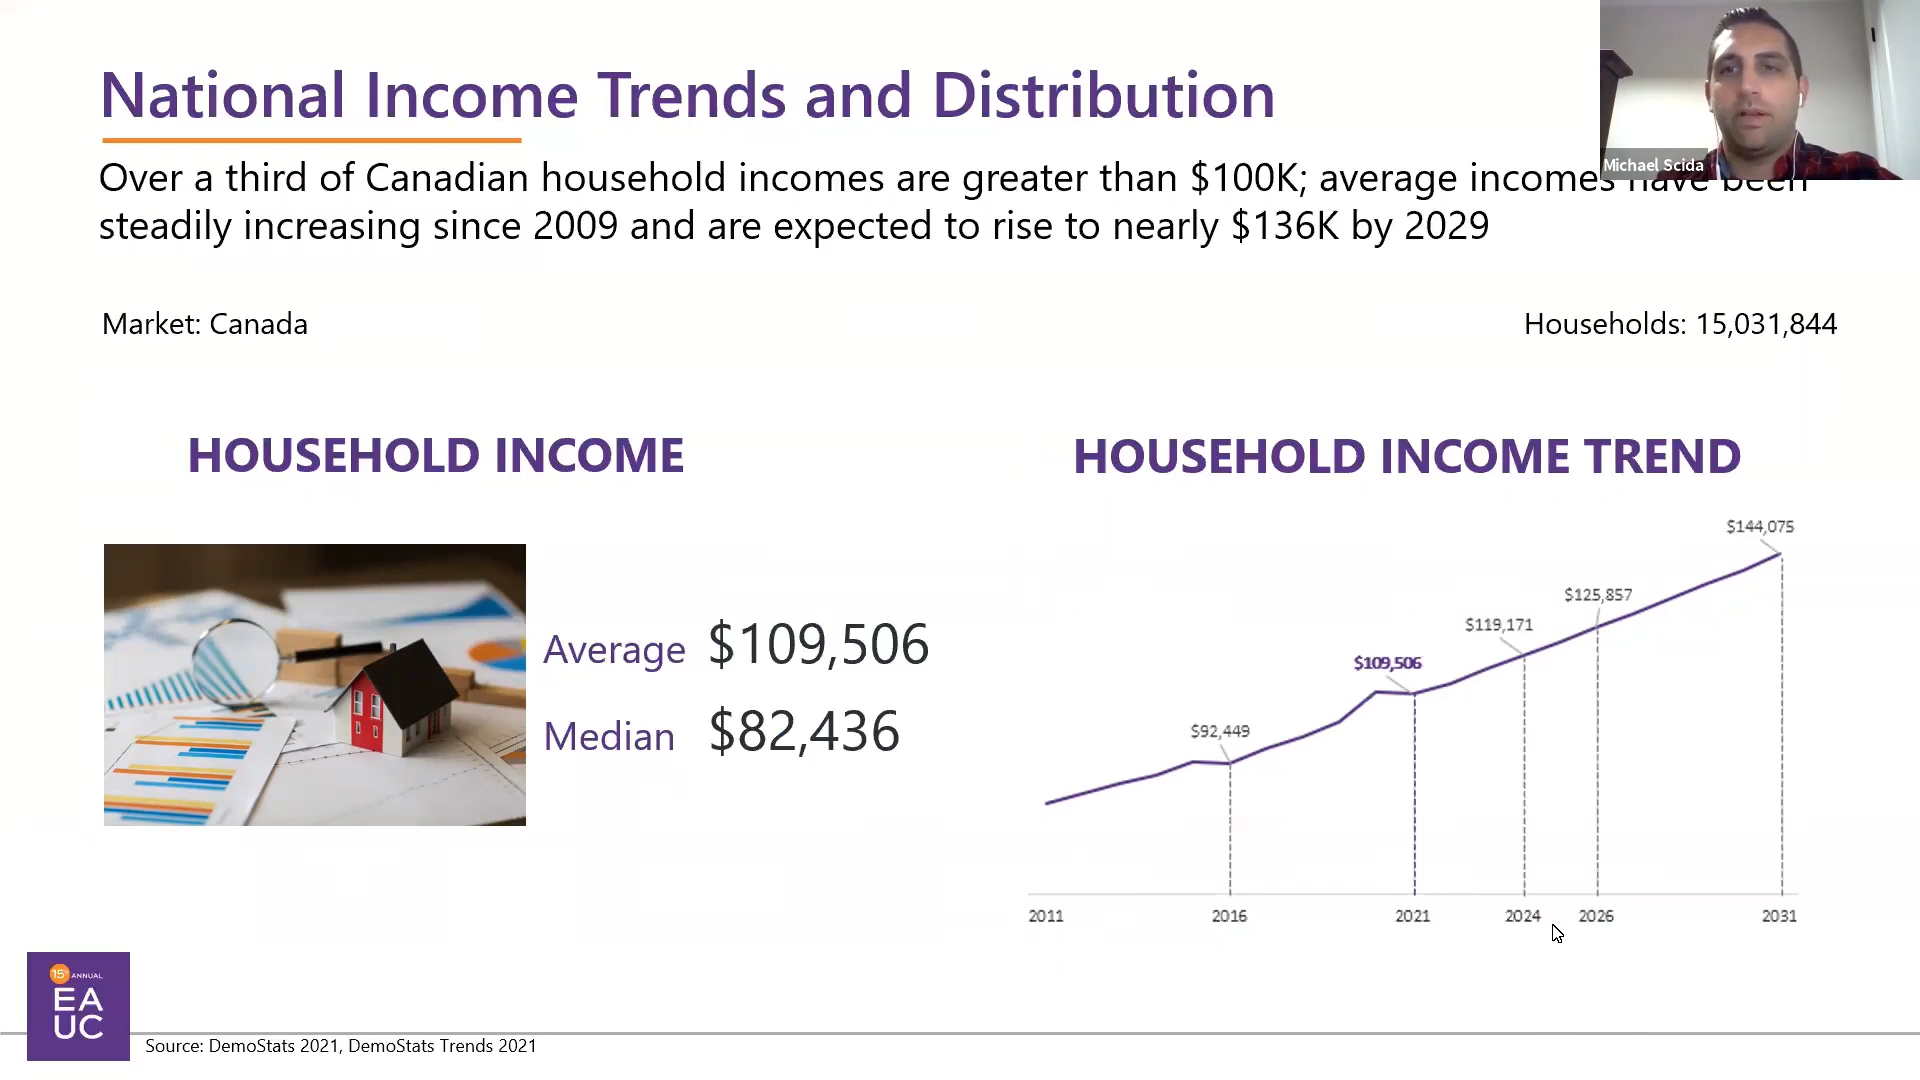 National Income Trends and Distribution
Michael Scida
Over a third of Canadian household incomes are greater than $100K; average incomes have been
steadily increasing since 2009 and are expected to rise to nearly $136K by 2029
Market: Canada
Households: 15,031,844
HOUSEHOLD INCOME
Average $109,506
Median $82,436
HOUSEHOLD INCOME TREND
$144,075
$125,857
$119,171
$109,506
$92,449
2011 2016 2021 2024 2026 2031
15th ANNUAL
EA
UC
Source: DemoStats 2021, DemoStats Trends 2021